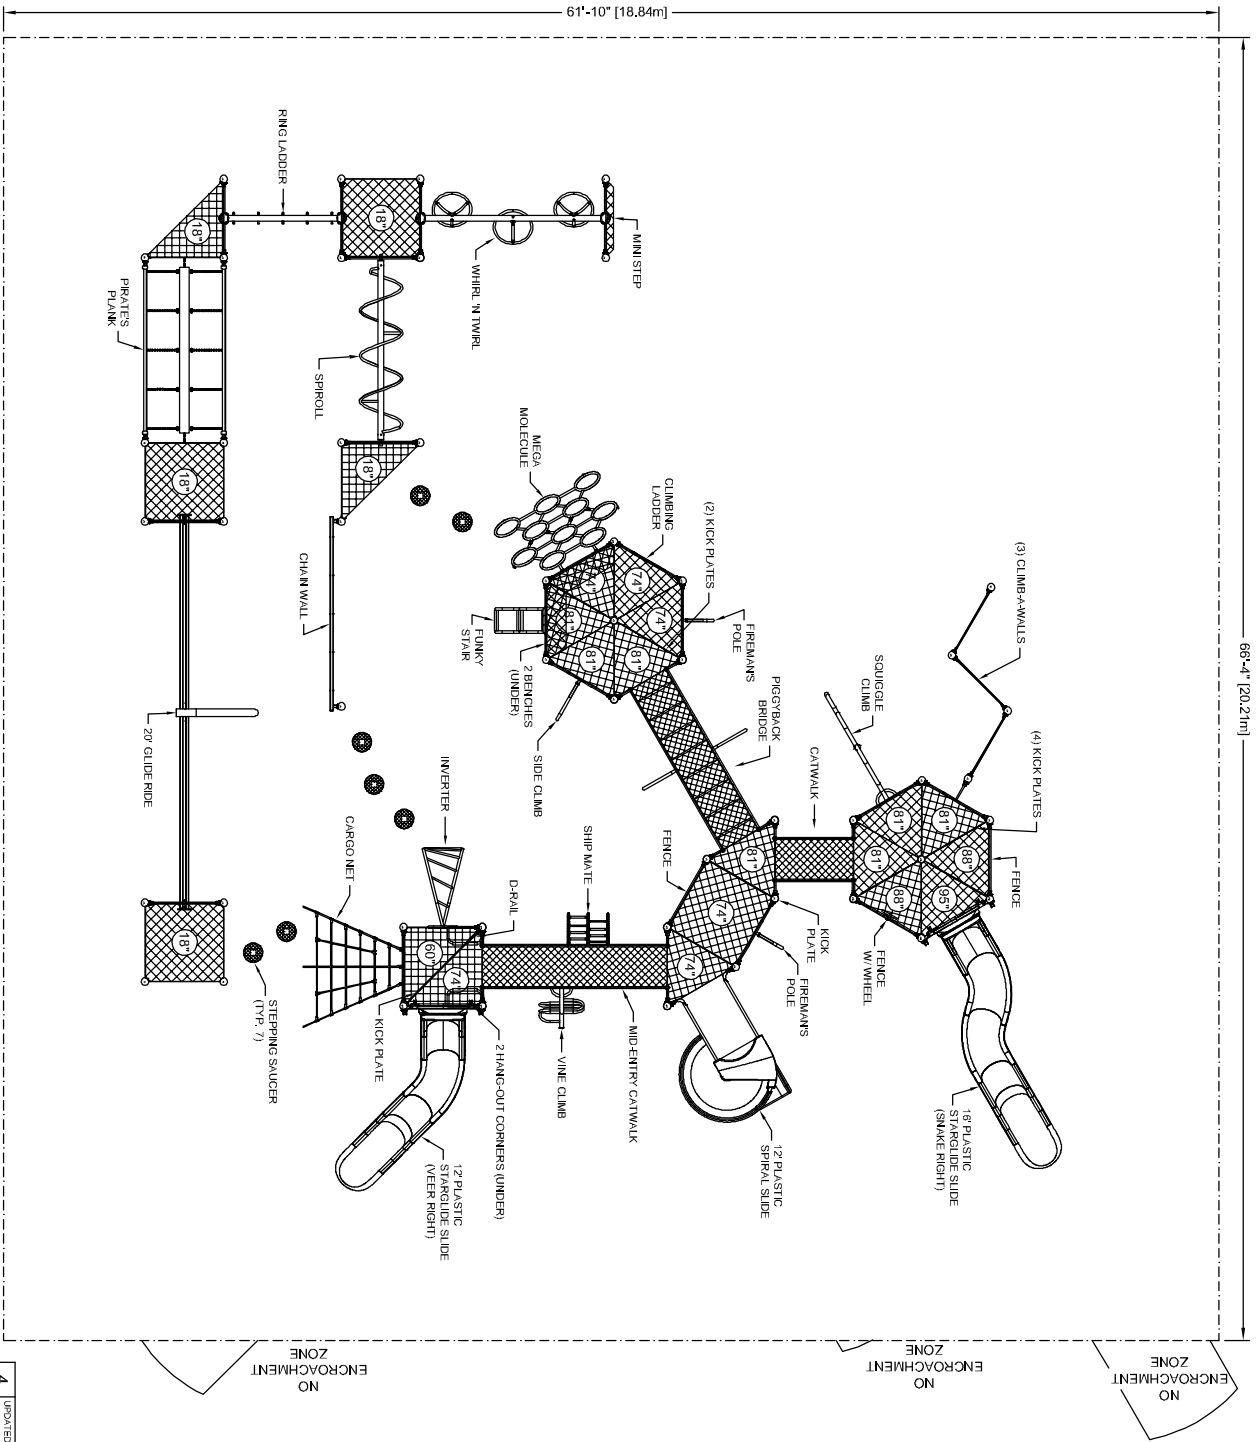 61'-10" [18.84m]
66'-4" [20.21m]
RING LADDER
18"
18"
MINI STEP
WHIRL 'N TWIRL
PIRATE'S
PLANK
SPIROLL
18"
18"
MEGA
MOLECULE
CLIMBING
LADDER
(2) KICK PLATES
(3) CLIMB-A-WALLS
CHAIN WALL
74"
74"
74"
81"
81"
81"
FIREMAN'S
POLE
FUNKY
STAIR
2 BENCHES
(UNDER)
SIDE CLIMB
PIGGYBACK
BRIDGE
SQUIGGLE
CLIMB
CATWALK
(4) KICK PLATES
20' GLIDE RIDE
INVERTER
CARGO NET
SHIP MATE
D-RAIL
FENCE
81"
74"
74"
81"
81"
88"
88"
95"
FENCE
KICK
PLATE
FIREMAN'S
POLE
FENCE
W/ WHEEL
18"
60"
74"
STEPPING SAUCER
(TYP. 7)
KICK PLATE
2 HANG-OUT CORNERS (UNDER)
VINE CLIMB
MID-ENTRY CATWALK
12' PLASTIC
STARGLIDE SLIDE
(VEER RIGHT)
12' PLASTIC
SPIRAL SLIDE
16' PLASTIC
STARGLIDE SLIDE
(SNAKE RIGHT)
NO
ENCROACHMENT
ZONE
NO
ENCROACHMENT
ZONE
NO
ENCROACHMENT
ZONE
4
UPDATED